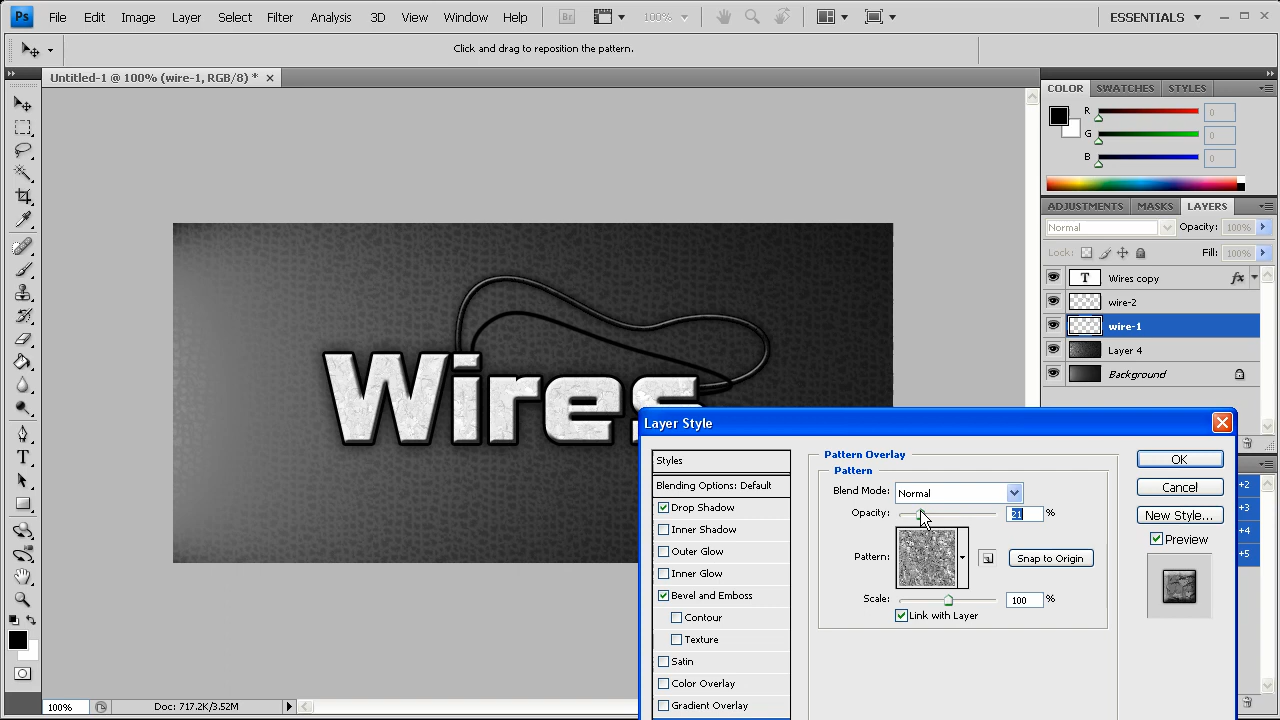 Ps File Edit Image Layer Select Filter Analysis 3D View Window Help Br 100% ESSENTIALS
Click and drag to reposition the pattern.
Untitled-1 @ 100% (wire-1, RGB/8) * ×
COLOR SWATCHES STYLES
R 0
G 0
B 0
ADJUSTMENTS MASKS LAYERS
Normal Opacity: 100%
Lock: Fill: 100%
T Wires copy fx
wire-2
wire-1
Layer 4
Background
Wires
Layer Style
Styles
Blending Options: Default
Drop Shadow
Inner Shadow
Outer Glow
Inner Glow
Bevel and Emboss
Contour
Texture
Satin
Color Overlay
Gradient Overlay
Pattern Overlay
Pattern
Blend Mode: Normal
Opacity: 21 %
Pattern: Snap to Origin
Scale: 100 %
Link with Layer
OK
Cancel
New Style...
Preview
+2
+3
+4
+5
T
100% Doc: 717.2K/3.52M